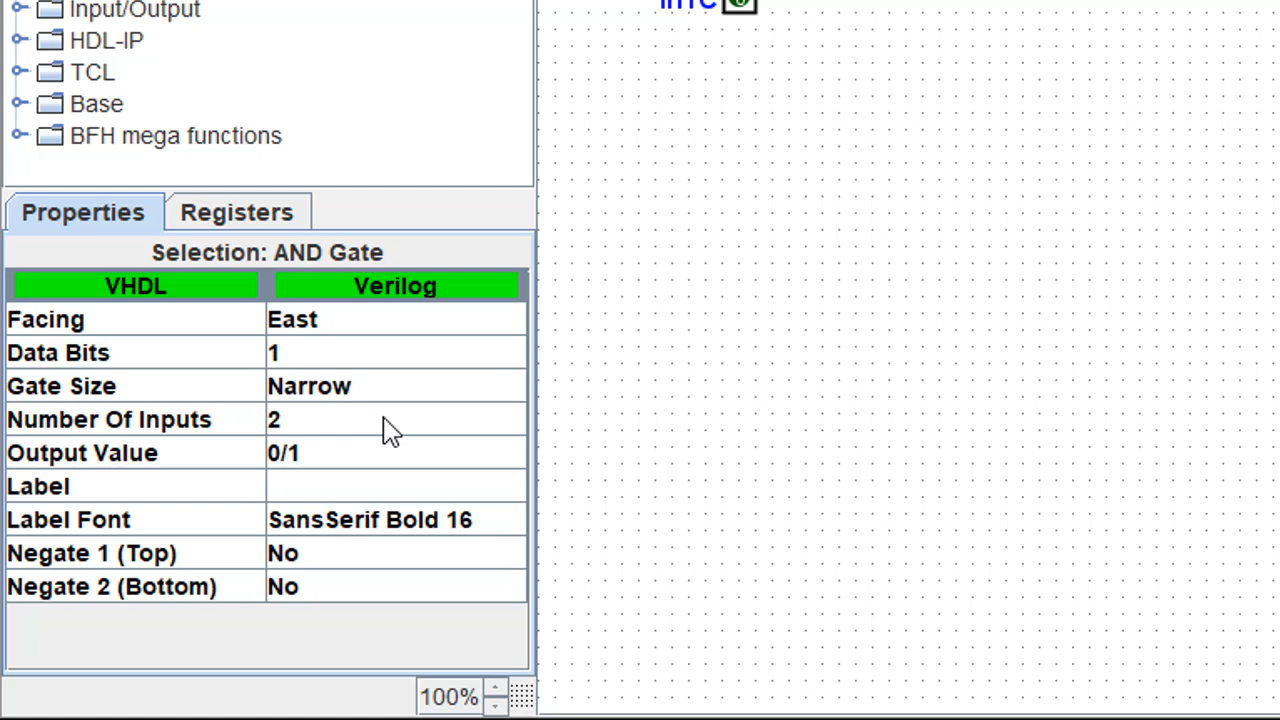 Input/Output
HDL-IP
TCL
Base
BFH mega functions
Properties Registers
Selection: AND Gate
VHDL Verilog
Facing East
Data Bits 1
Gate Size Narrow
Number Of Inputs 2
Output Value 0/1
Label
Label Font SansSerif Bold 16
Negate 1 (Top) No
Negate 2 (Bottom) No
100%